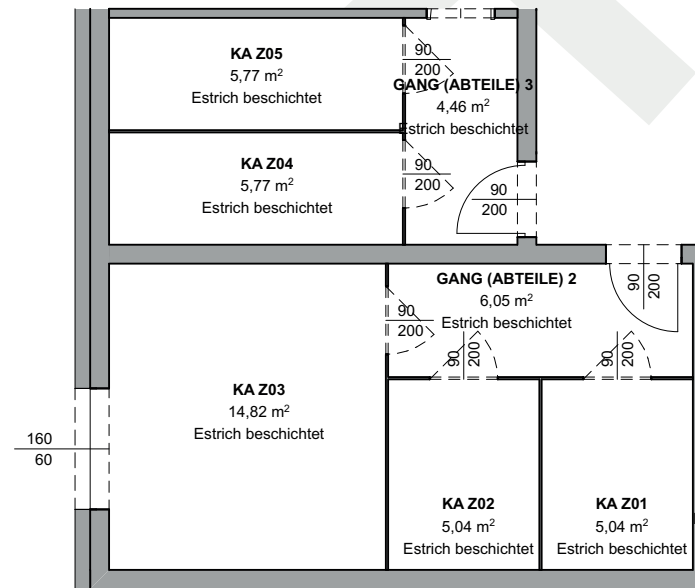 KA Z05
5,77 m²
Estrich beschichtet
90
200
GANG (ABTEILE) 3
4,46 m²
Estrich beschichtet
KA Z04
5,77 m²
Estrich beschichtet
90
200
90
200
GANG (ABTEILE) 2
6,05 m²
Estrich beschichtet
90
200
90
200
90
200
90
200
KA Z03
14,82 m²
Estrich beschichtet
160
60
KA Z02
5,04 m²
Estrich beschichtet
KA Z01
5,04 m²
Estrich beschichtet